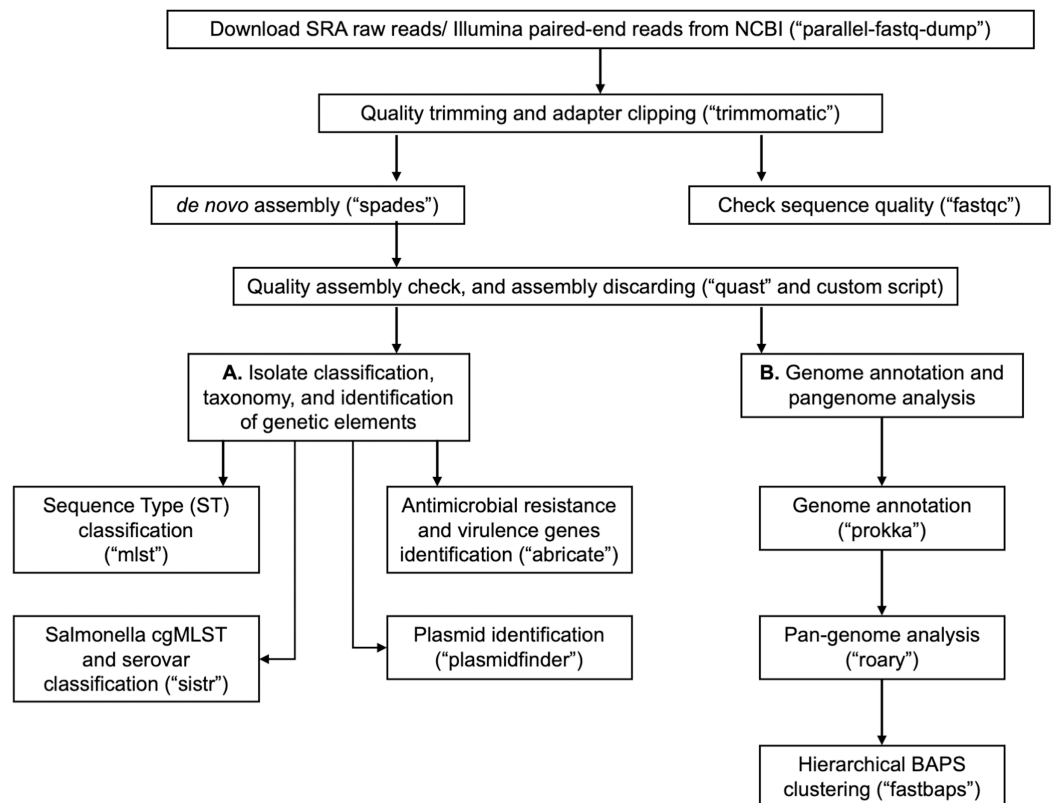 Download SRA raw reads/ Illumina paired-end reads from NCBI (“parallel-fastq-dump”)
Quality trimming and adapter clipping (“trimmomatic”)
de novo assembly (“spades”)
Check sequence quality (“fastqc”)
Quality assembly check, and assembly discarding (“quast” and custom script)
A. Isolate classification,
taxonomy, and identification
of genetic elements
B. Genome annotation and
pangenome analysis
Sequence Type (ST)
classification
(“mlst”)
Antimicrobial resistance
and virulence genes
identification (“abricate”)
Genome annotation
(“prokka”)
Salmonella cgMLST
and serovar
classification (“sistr”)
Plasmid identification
(“plasmidfinder”)
Pan-genome analysis
(“roary”)
Hierarchical BAPS
clustering (“fastbaps”)